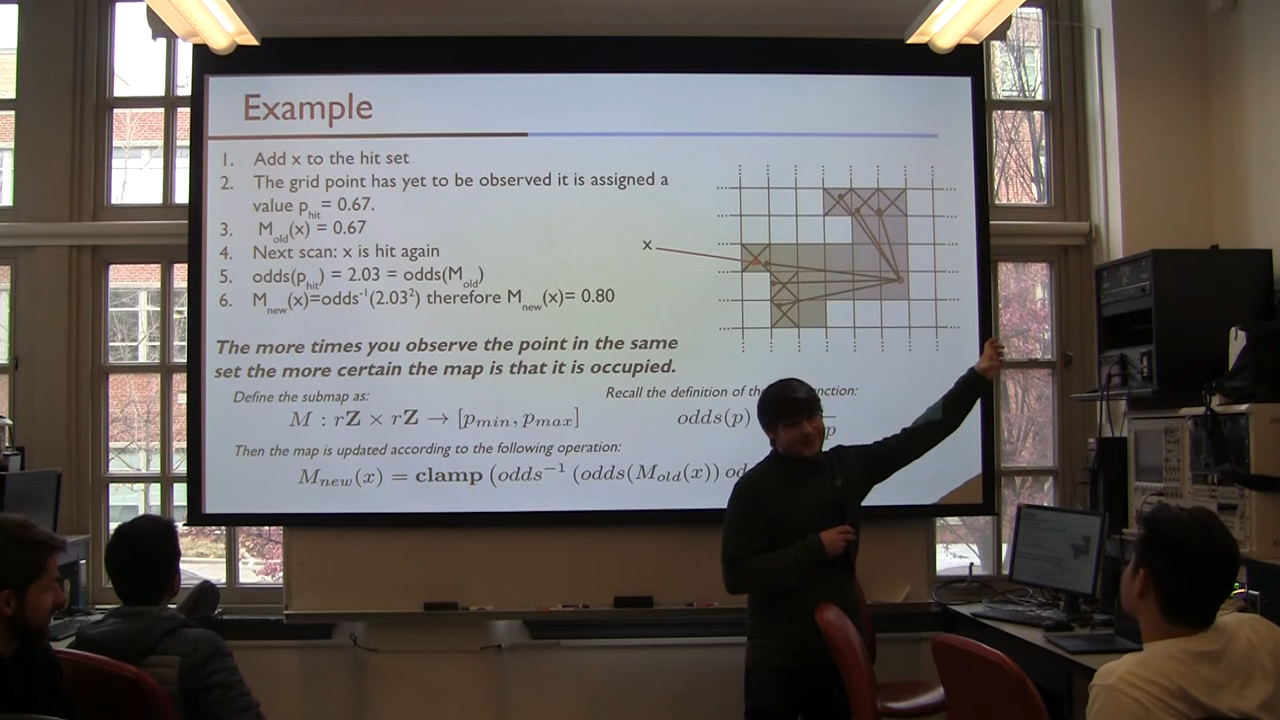 Example
1. Add x to the hit set
2. The grid point has yet to be observed it is assigned a
value p_hit = 0.67.
3. M_old(x) = 0.67
4. Next scan: x is hit again
5. odds(p_hit) = 2.03 = odds(M_old)
6. M_new(x)=odds⁻¹(2.03²) therefore M_new(x)= 0.80
x
The more times you observe the point in the same
set the more certain the map is that it is occupied.
Define the submap as:
M : rZ × rZ → [p_min, p_max]
Recall the definition of
odds(p)
p
Then the map is updated according to the following operation:
M_new(x) = clamp (odds⁻¹ (odds(M_old(x))